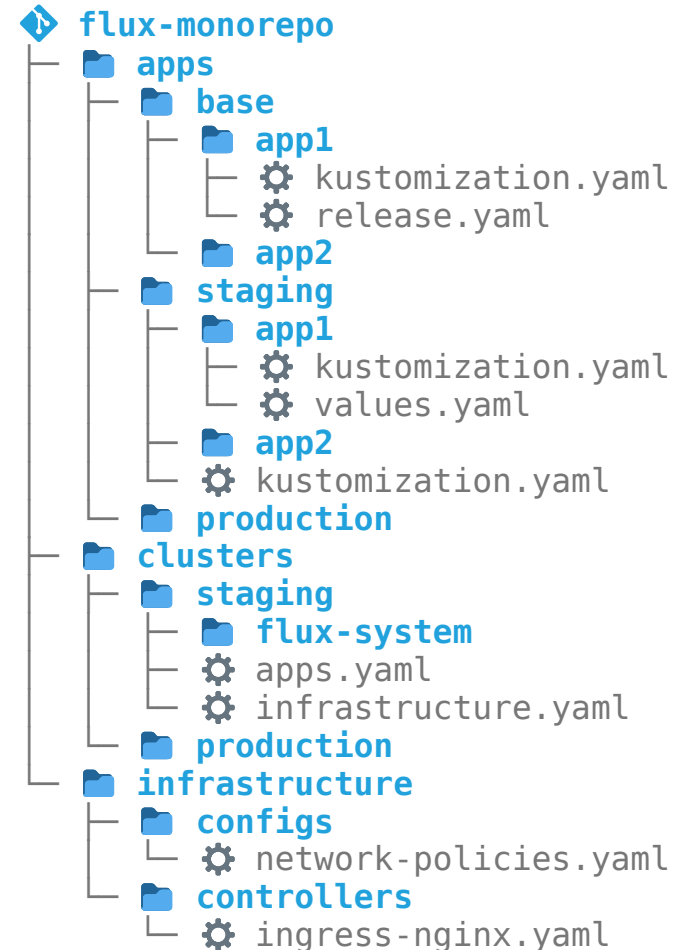 flux-monorepo
apps
base
app1
kustomization.yaml
release.yaml
app2
staging
app1
kustomization.yaml
values.yaml
app2
kustomization.yaml
production
clusters
staging
flux-system
apps.yaml
infrastructure.yaml
production
infrastructure
configs
network-policies.yaml
controllers
ingress-nginx.yaml